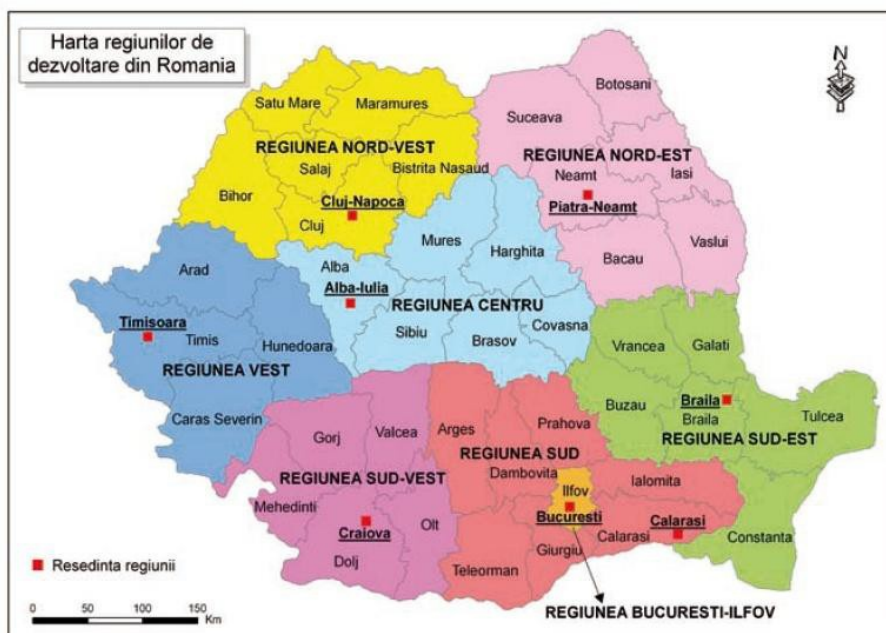 Harta regiunilor de
dezvoltare din Romania
N
Satu Mare
Maramures
REGIUNEA NORD-VEST
Salaj
Bistrita Nasaud
Bihor
Cluj-Napoca
Cluj
Botosani
Suceava
REGIUNEA NORD-EST
Neamt
Iasi
Piatra-Neamt
Bacau
Vaslui
Mures
Harghita
Alba
Alba-Iulia
REGIUNEA CENTRU
Sibiu
Brasov
Covasna
Arad
Timisoara
Timis
Hunedoara
REGIUNEA VEST
Caras Severin
Vrancea
Galati
Buzau
Braila
Braila
Tulcea
REGIUNEA SUD-EST
Constanta
Gorj
Valcea
REGIUNEA SUD-VEST
Mehedinti
Craiova
Olt
Dolj
Arges
Prahova
REGIUNEA SUD
Dambovita
Ialomita
Ilfov
Bucuresti
Calarasi
Calarasi
Giurgiu
Teleorman
REGIUNEA BUCURESTI-ILFOV
Resedinta regiunii
0 50 100 150
Km